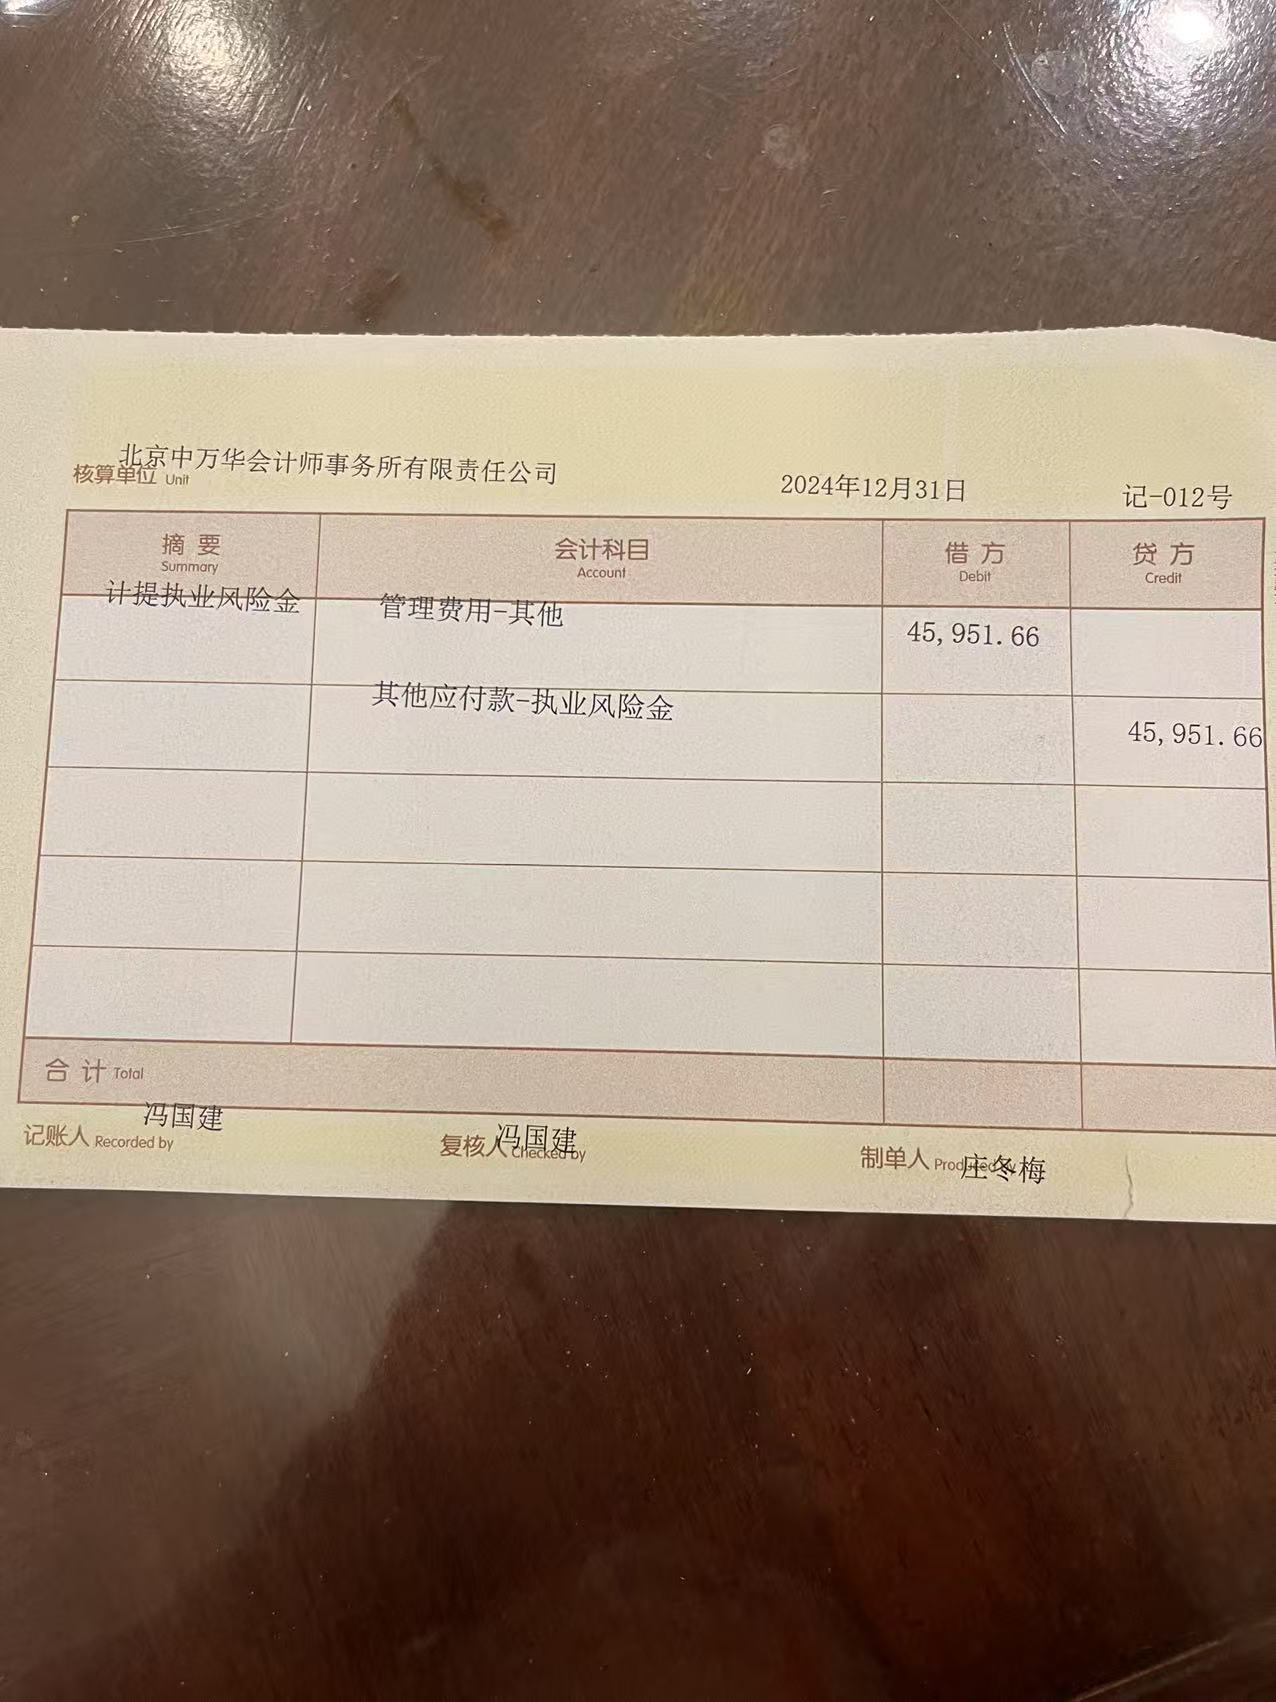 北京中万华会计师事务所有限责任公司
核算单位 Unit 2024年12月31日 记-012号
摘 要 会计科目 借 方 贷 方
Summary Account Debit Credit
计提执业风险金 管理费用-其他 45,951.66
其他应付款-执业风险金 45,951.66
合 计 Total
冯国建 冯国建 庄冬梅
记账人 Recorded by 复核人 Checked by 制单人 Produced by